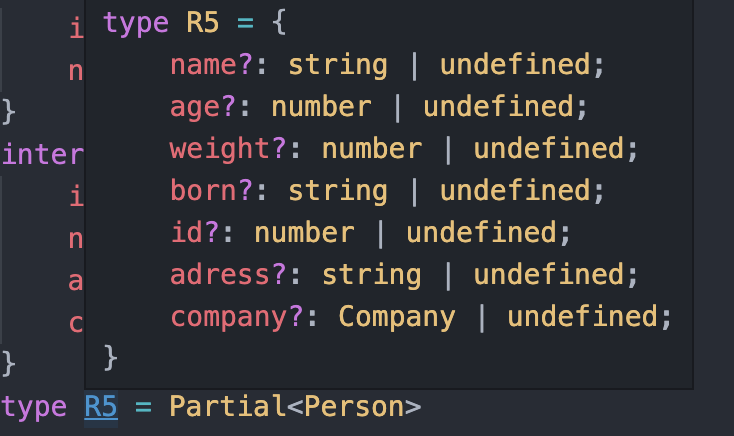 type R5 = {
name?: string | undefined;
age?: number | undefined;
weight?: number | undefined;
born?: string | undefined;
id?: number | undefined;
adress?: string | undefined;
company?: Company | undefined;
}
i
n
}
inter
i
n
a
c
}
type R5 = Partial<Person>